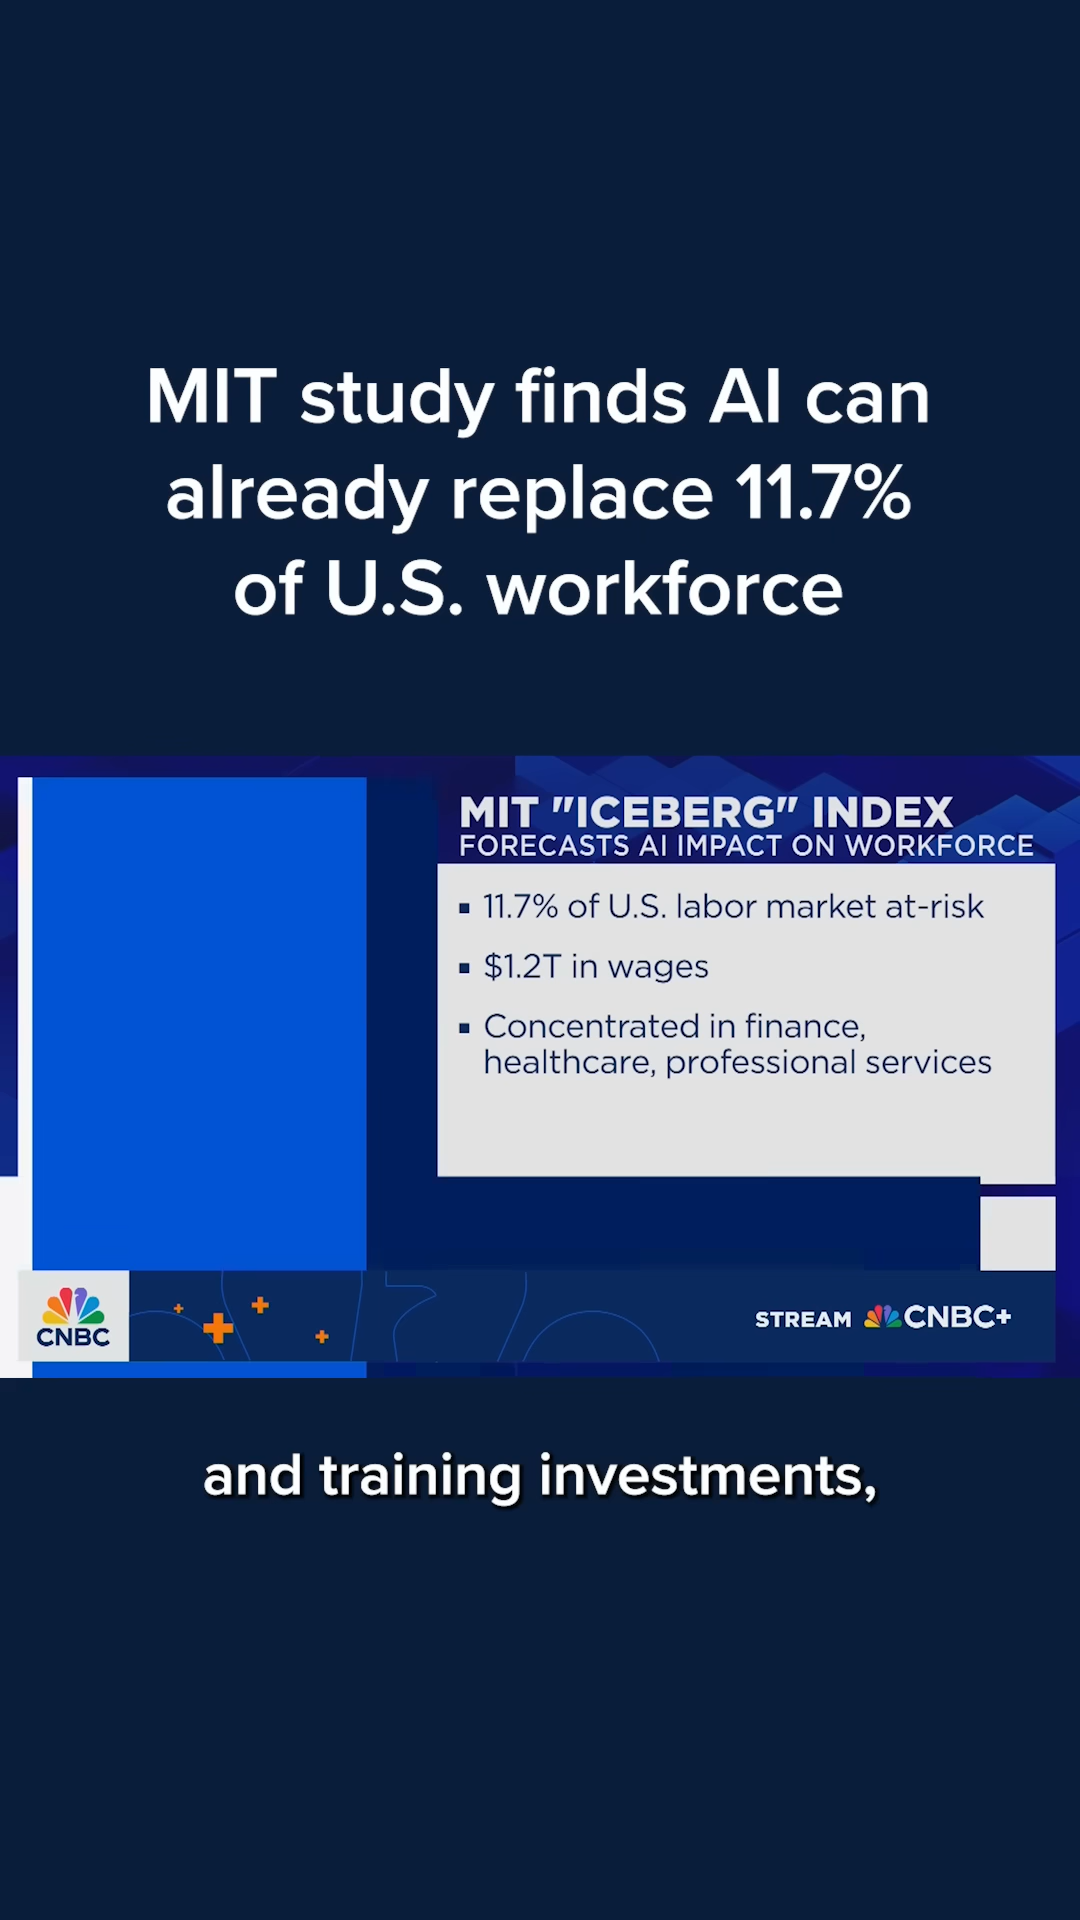 MIT study finds AI can
already replace 11.7%
of U.S. workforce
MIT "ICEBERG" INDEX
FORECASTS AI IMPACT ON WORKFORCE
▪ 11.7% of U.S. labor market at-risk
▪ $1.2T in wages
▪ Concentrated in finance,
healthcare, professional services
CNBC
STREAM CNBC+
and training investments,